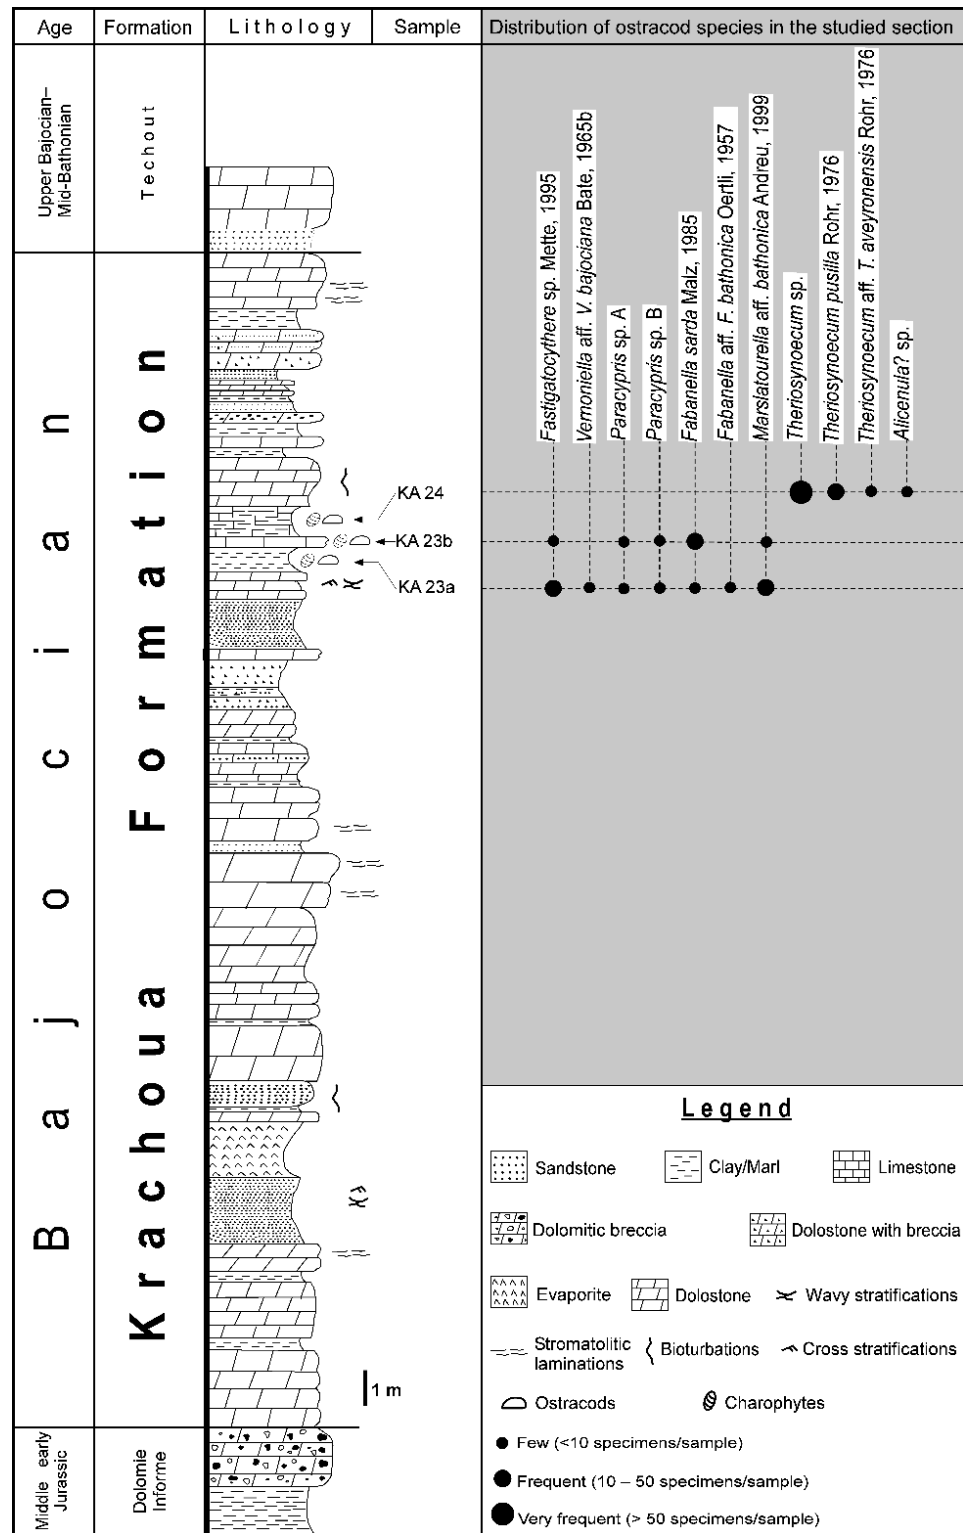 Age Formation Lithology Sample Distribution of ostracod species in the studied section
Upper Bajocian–
Mid-Bathonian
Techout
Fastigatocythere sp. Mette, 1995
Vernoniella aff. V. bajociana Bate, 1965b
Paracypris sp. A
Paracypris sp. B
Fabanella sarda Malz, 1985
Fabanella aff. F. bathonica Oertli, 1957
Marslatourella aff. bathonica Andreu, 1999
Theriosynoecum sp.
Theriosynoecum pusilla Rohr, 1976
Theriosynoecum aff. T. aveyronensis Rohr, 1976
Alicenula? sp.
Bajocian
Krachoua Formation
KA 24
KA 23b
KA 23a
1 m
Middle early
Jurassic
Dolomie
Informe
Legend
Sandstone Clay/Marl Limestone
Dolomitic breccia Dolostone with breccia
Evaporite Dolostone Wavy stratifications
Stromatolitic
laminations Bioturbations Cross stratifications
Ostracods Charophytes
Few (<10 specimens/sample)
Frequent (10 – 50 specimens/sample)
Very frequent (> 50 specimens/sample)